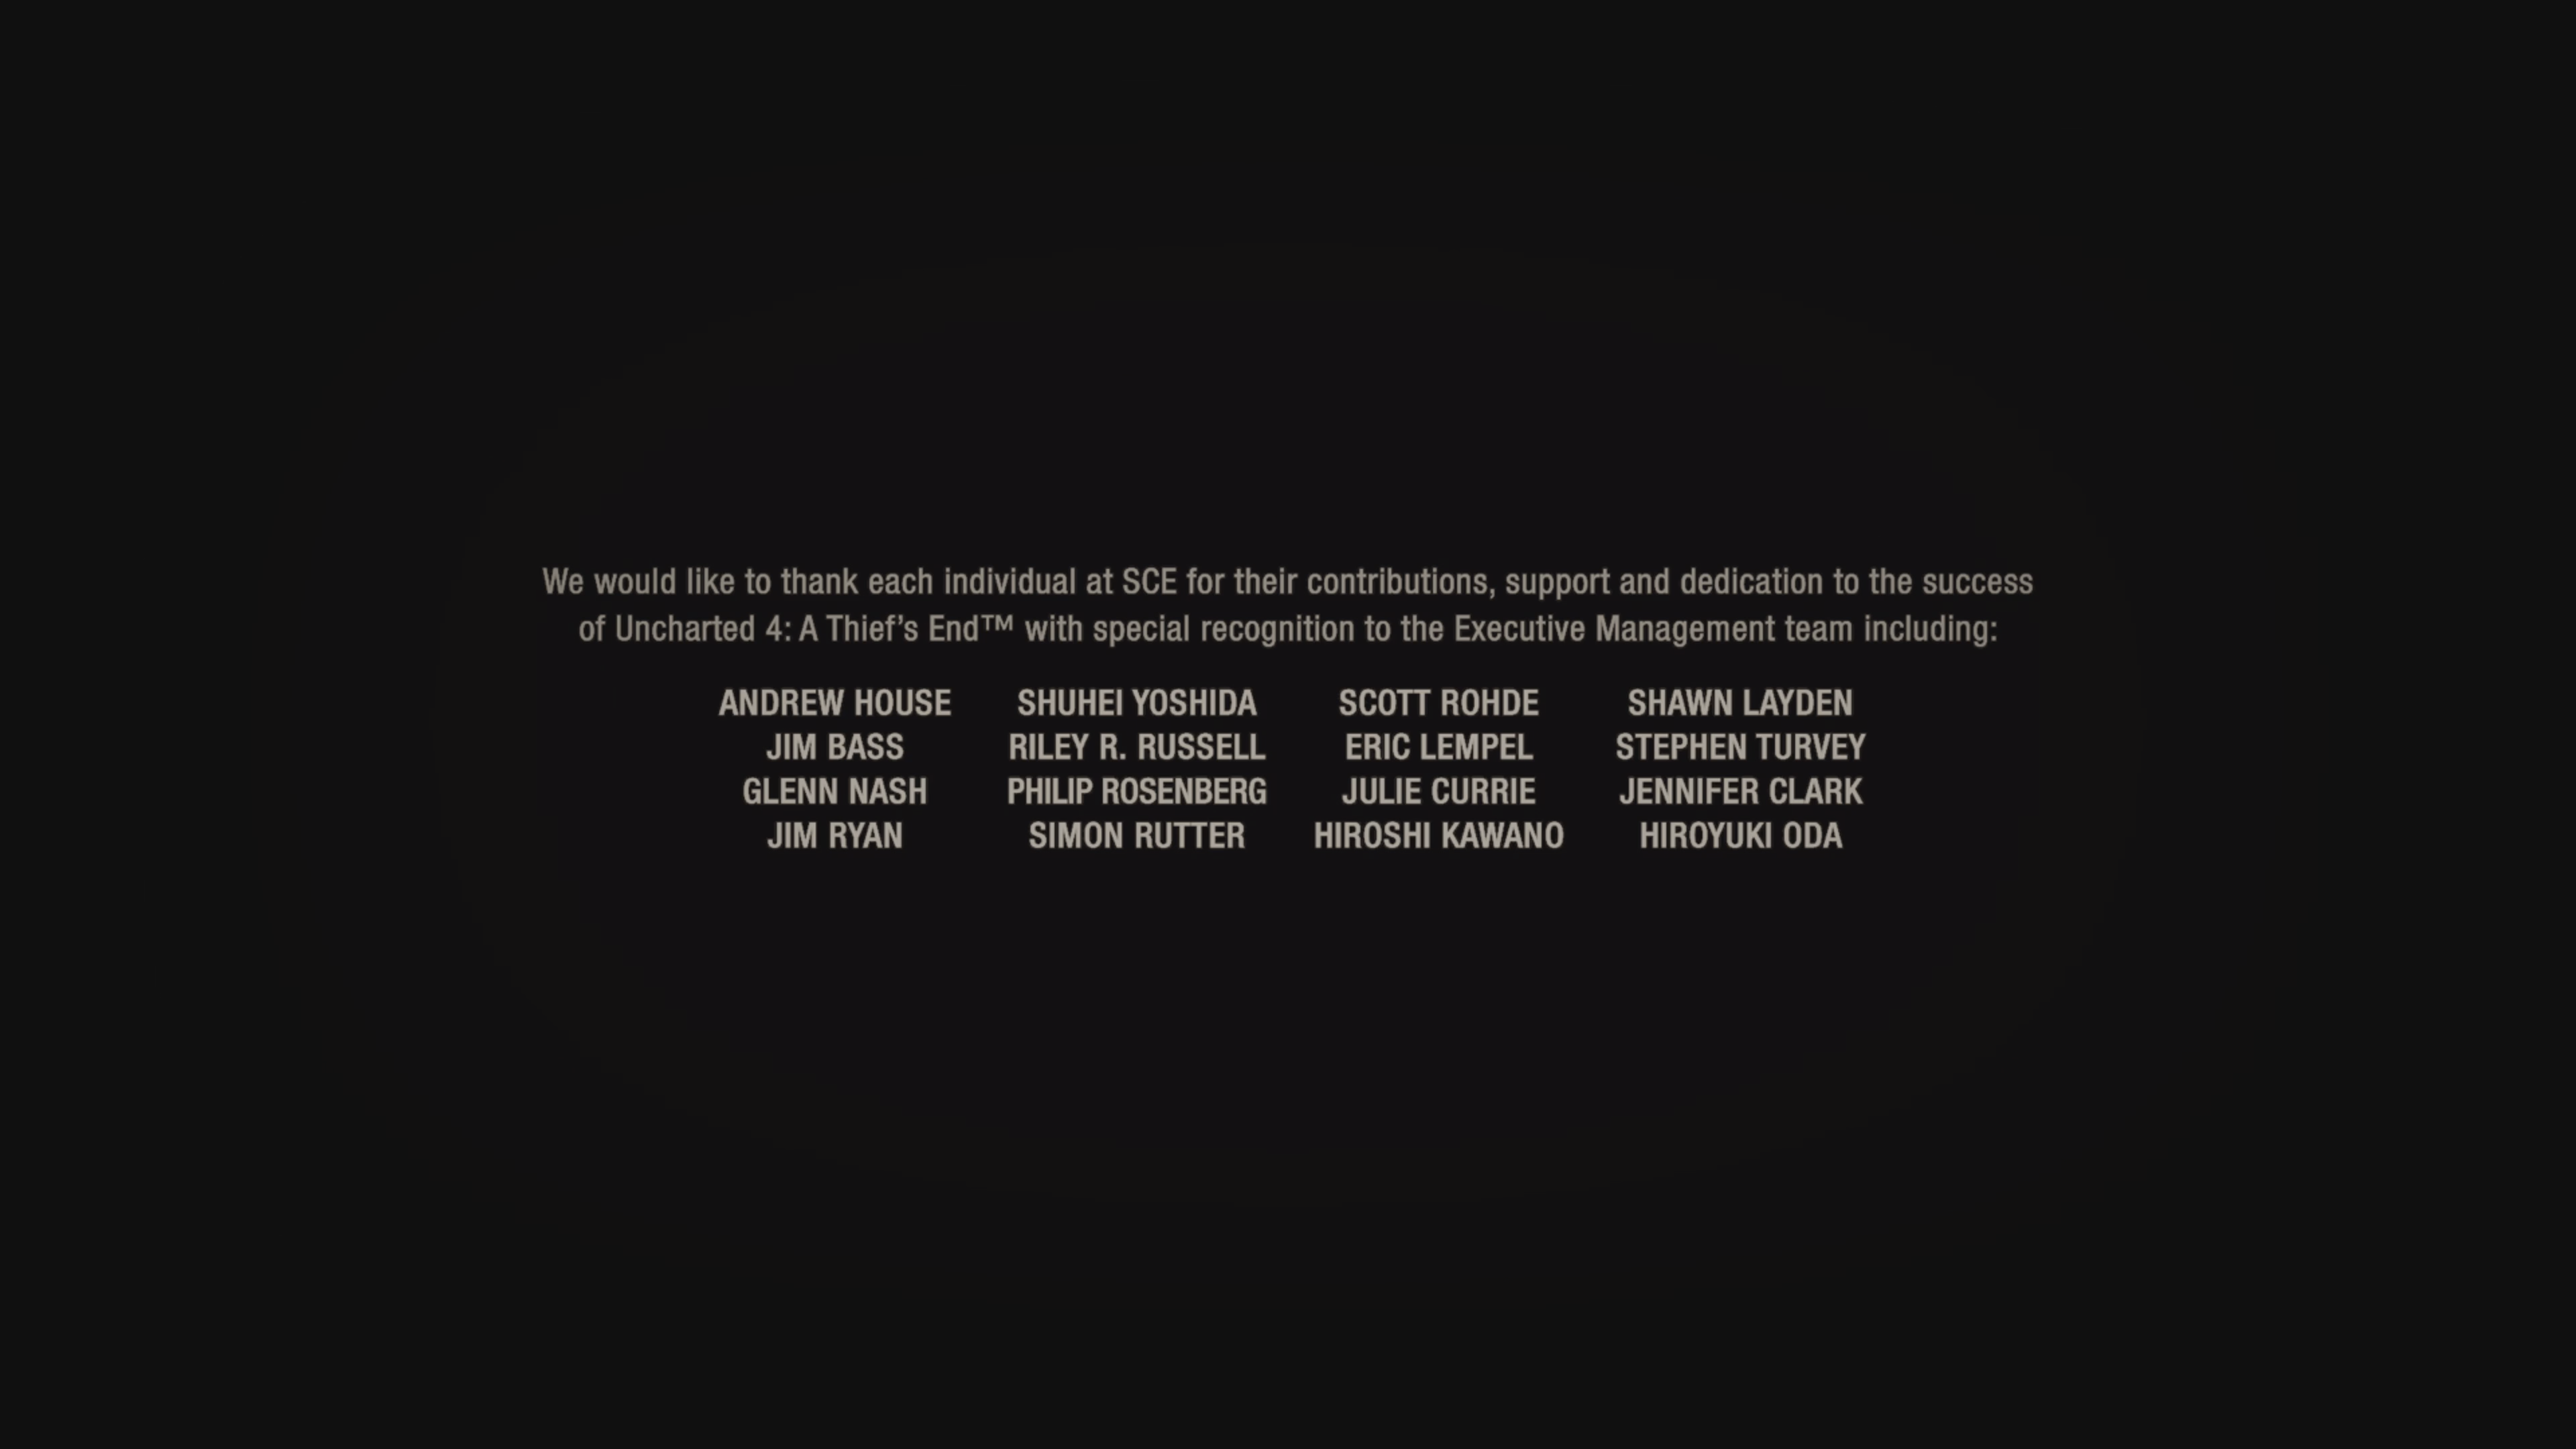 We would like to thank each individual at SCE for their contributions, support and dedication to the success
of Uncharted 4: A Thief’s End™ with special recognition to the Executive Management team including:
ANDREW HOUSE SHUHEI YOSHIDA SCOTT ROHDE SHAWN LAYDEN
JIM BASS RILEY R. RUSSELL ERIC LEMPEL STEPHEN TURVEY
GLENN NASH PHILIP ROSENBERG JULIE CURRIE JENNIFER CLARK
JIM RYAN SIMON RUTTER HIROSHI KAWANO HIROYUKI ODA